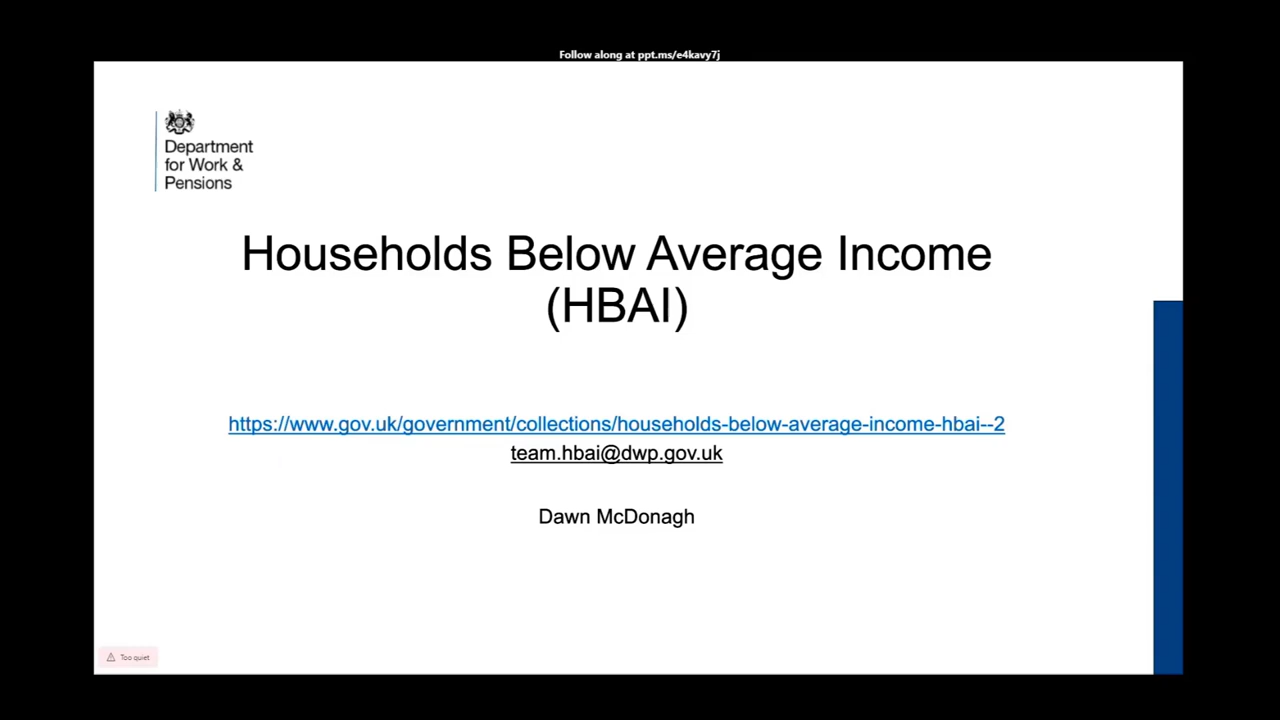 Follow along at ppt.ms/e4kavy7j
Department
for Work &
Pensions
Households Below Average Income
(HBAI)
https://www.gov.uk/government/collections/households-below-average-income-hbai--2
team.hbai@dwp.gov.uk
Dawn McDonagh
Too quiet